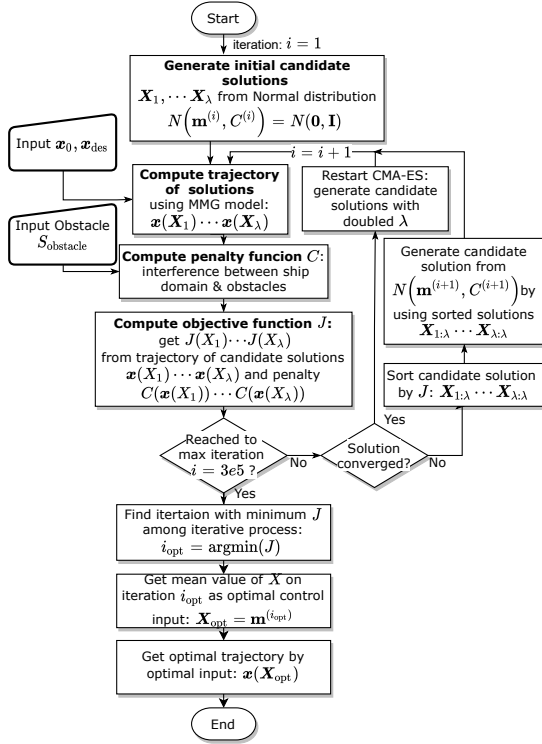 Start
iteration: i = 1
Generate initial candidate
solutions
X₁, ⋯ X_λ from Normal distribution
N(m⁽ⁱ⁾, C⁽ⁱ⁾) = N(0, I)
i = i + 1
Input x₀, x_des
Compute trajectory
of solutions
using MMG model:
x(X₁) ⋯ x(X_λ)
Restart CMA-ES:
generate candidate
solutions with
doubled λ
Input Obstacle
S_obstacle
Compute penalty funcion C:
interference between ship
domain & obstacles
Generate candidate
solution from
N(m⁽ⁱ⁺¹⁾, C⁽ⁱ⁺¹⁾) by
using sorted solutions
X_1:λ ⋯ X_λ:λ
Compute objective function J:
get J(X₁) ⋯ J(X_λ)
from trajectory of candidate solutions
x(X₁) ⋯ x(X_λ) and penalty
C(x(X₁)) ⋯ C(x(X_λ))
Sort candidate solution
by J: X_1:λ ⋯ X_λ:λ
Reached to
max iteration
i = 3e5 ?
No
Yes
Solution
converged?
Yes
No
Find itertaion with minimum J
among iterative process:
i_opt = argmin(J)
Get mean value of X on
iteration i_opt as optimal control
input: X_opt = m^(i_opt)
Get optimal trajectory by
optimal input: x(X_opt)
End